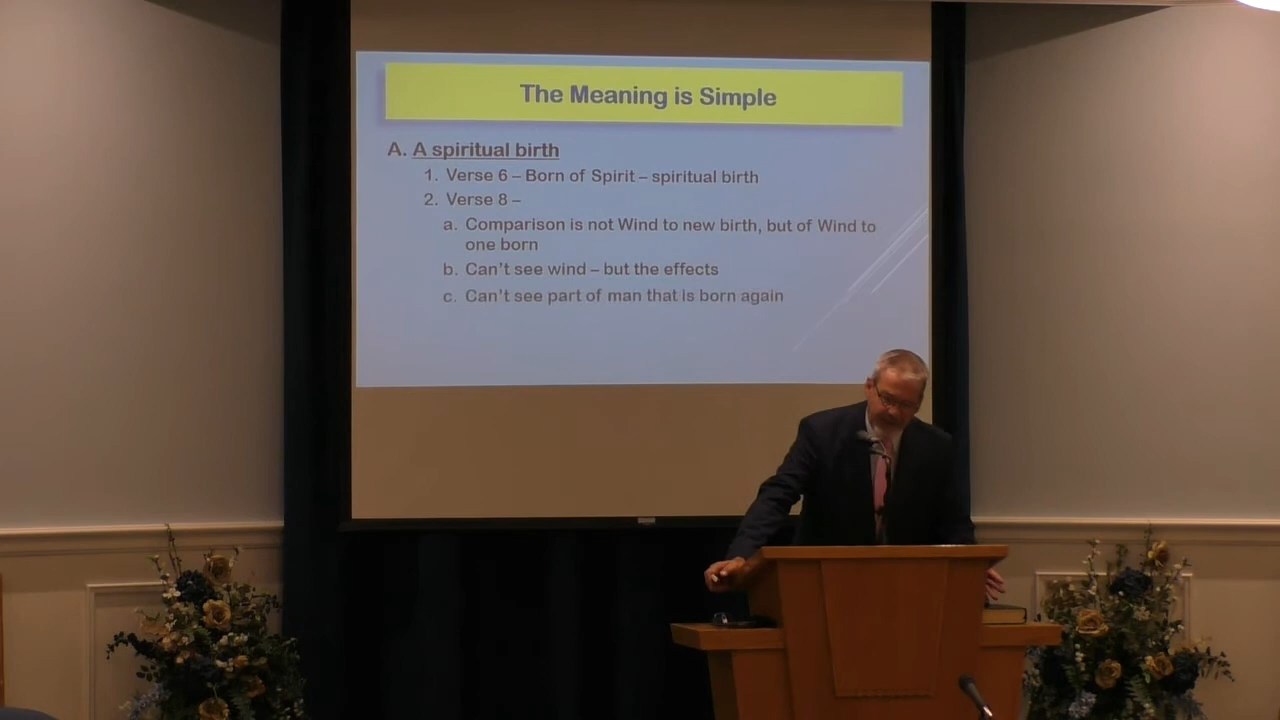 The Meaning is Simple
A. A spiritual birth
1. Verse 6 – Born of Spirit – spiritual birth
2. Verse 8 –
a. Comparison is not Wind to new birth, but of Wind to
one born
b. Can't see wind – but the effects
c. Can't see part of man that is born again